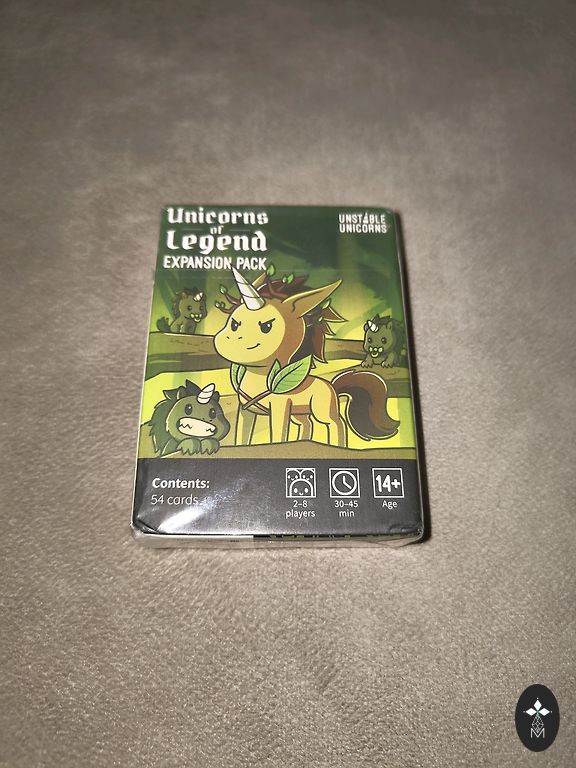 Unicorns
of
Legend
EXPANSION PACK
UNSTABLE
UNICORNS
Contents:
54 cards
2-8
players
30-45
min
14+
Age
M